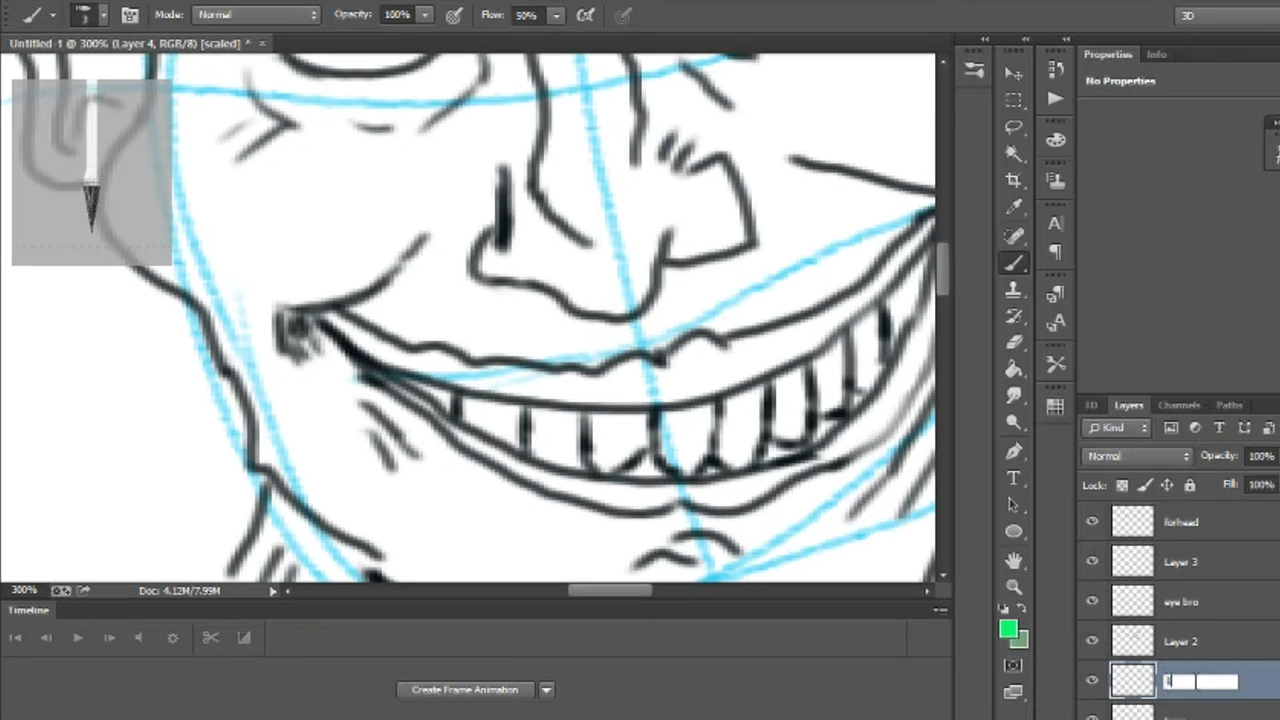 3 Mode: Normal Opacity: 100% Flow: 50% 3D
Untitled-1 @ 300% (Layer 4, RGB/8) [scaled] * ×
Properties Info
No Properties
3D Layers Channels Paths
Kind
Normal Opacity: 100%
Lock: Fill: 100%
forhead
Layer 3
eye bro
Layer 2
300% Doc: 4.12M/7.99M
Timeline
Create Frame Animation